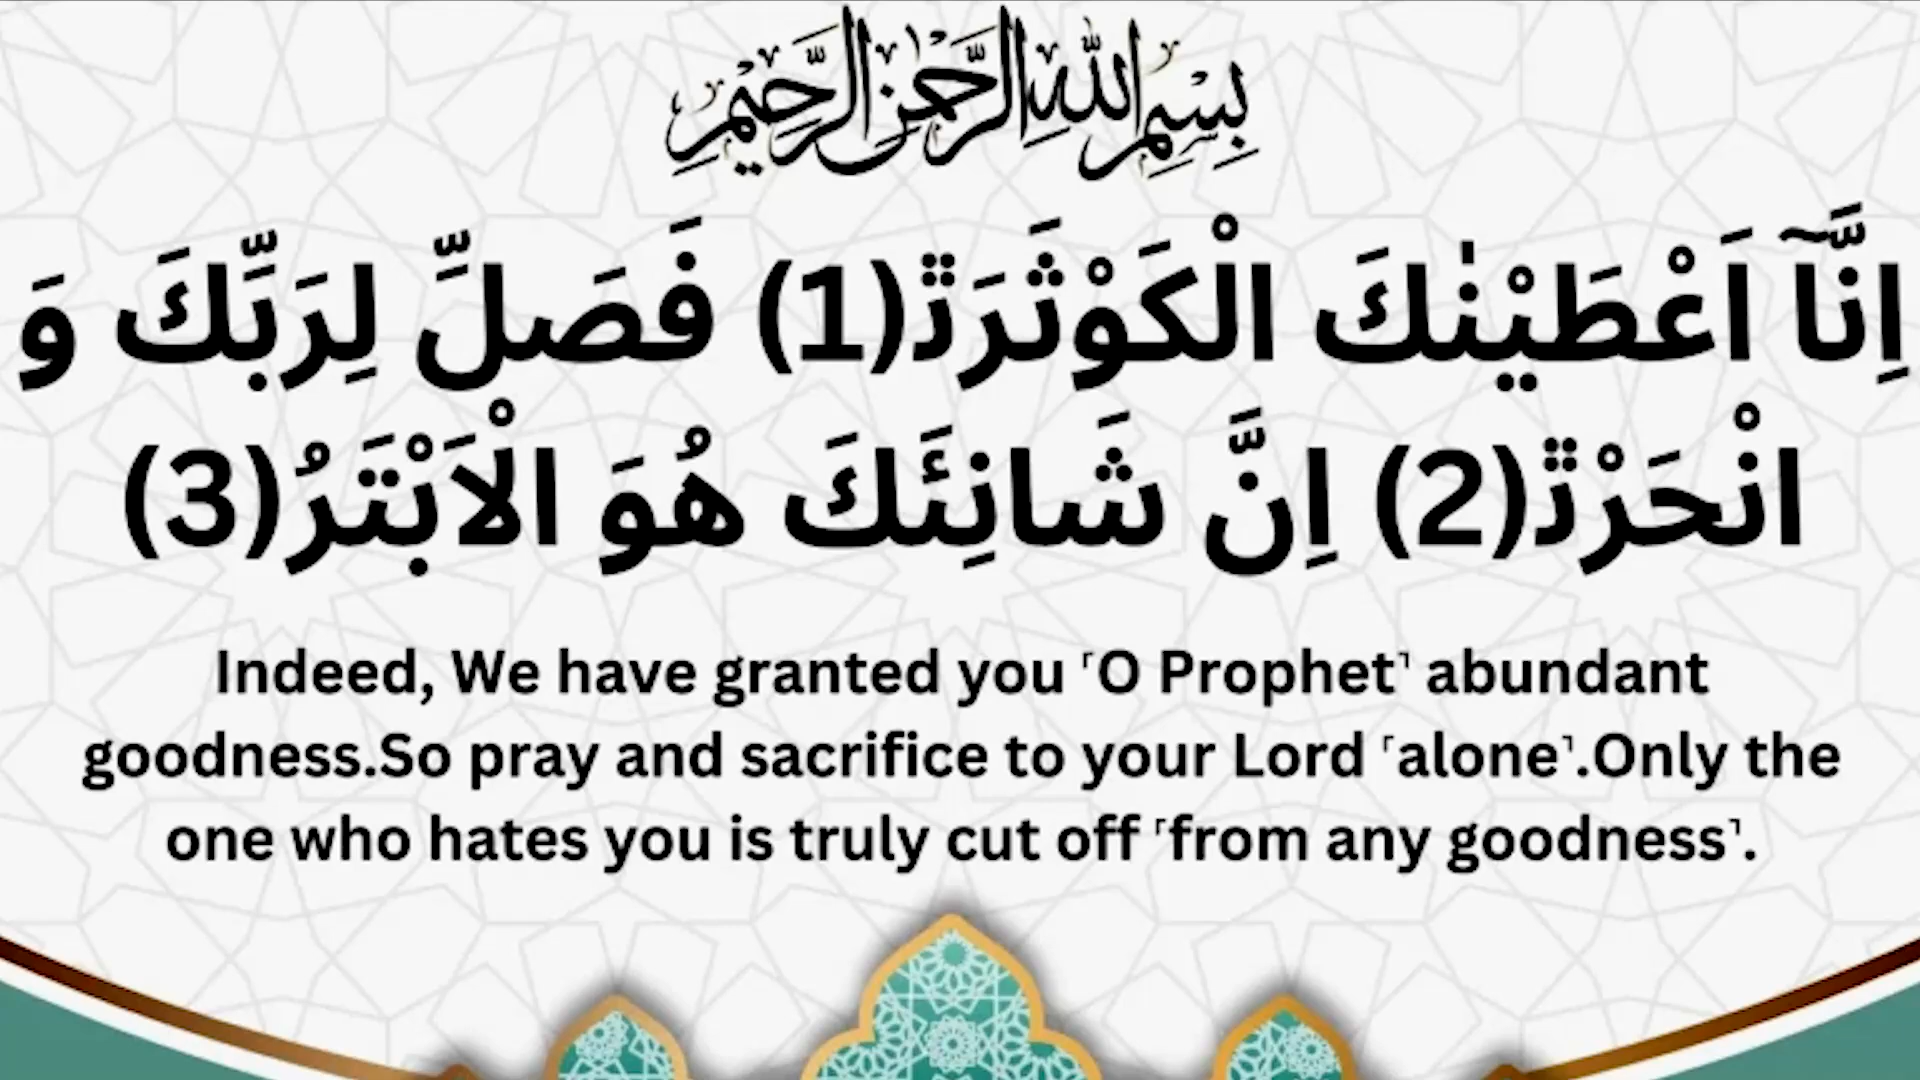 بِسْمِ اللهِ الرَّحْمٰنِ الرَّحِيْمِ
اِنَّاۤ اَعْطَیْنٰكَ الْكَوْثَرَﭤ(1) فَصَلِّ لِرَبِّكَ وَ
انْحَرْﭤ(2) اِنَّ شَانِئَكَ هُوَ الْاَبْتَرُ(3)
Indeed, We have granted you ˹O Prophet˺ abundant
goodness.So pray and sacrifice to your Lord ˹alone˺.Only the
one who hates you is truly cut off ˹from any goodness˺.